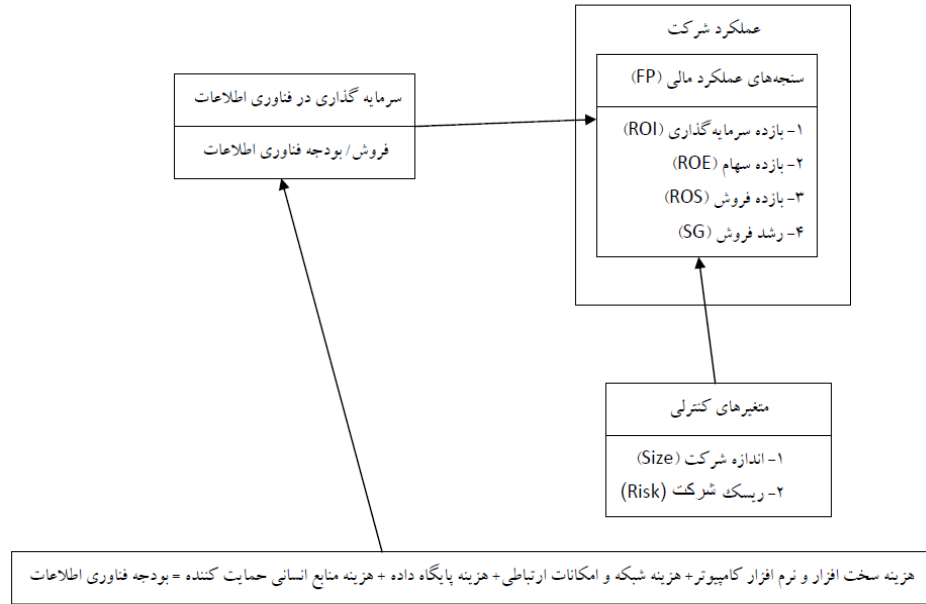 عملکرد شرکت
سنجه‌های عملکرد مالی (FP)
۱- بازده سرمایه‌گذاری (ROI)
۲- بازده سهام (ROE)
۳- بازده فروش (ROS)
۴- رشد فروش (SG)
سرمایه گذاری در فناوری اطلاعات
فروش/ بودجه فناوری اطلاعات
متغیرهای کنترلی
۱- اندازه شرکت (Size)
۲- ریسک شرکت (Risk)
هزینه سخت افزار و نرم افزار کامپیوتر+ هزینه شبکه و امکانات ارتباطی+ هزینه پایگاه داده + هزینه منابع انسانی حمایت کننده = بودجه فناوری اطلاعات